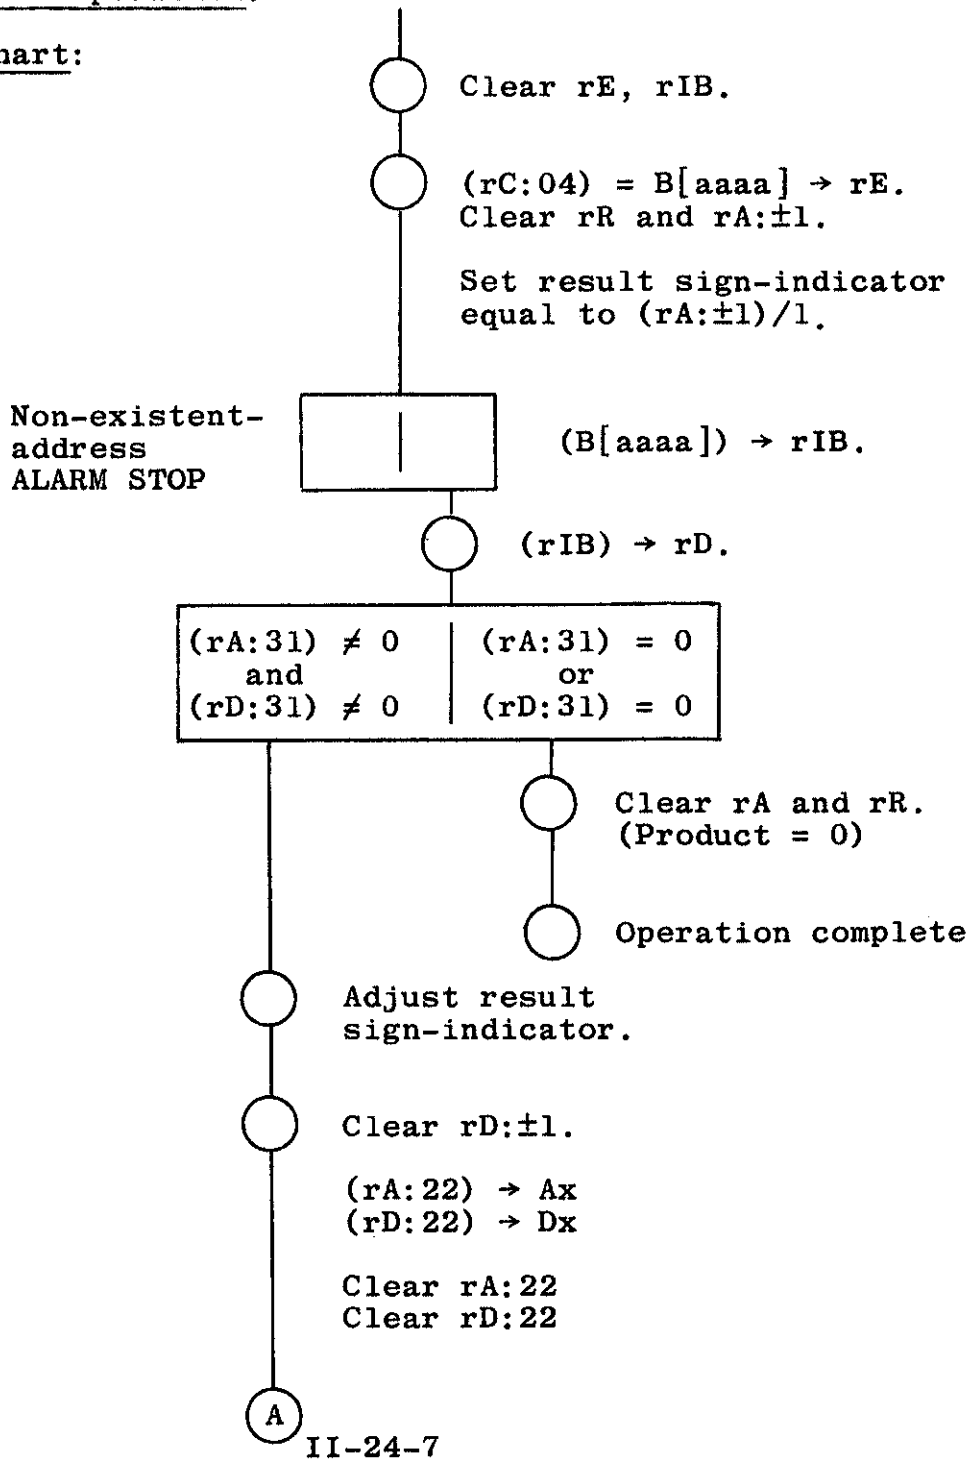 hart:
Clear rE, rIB.
(rC:04) = B[aaaa] → rE.
Clear rR and rA:±1.
Set result sign-indicator
equal to (rA:±1)/1.
Non-existent-
address
ALARM STOP
(B[aaaa]) → rIB.
(rIB) → rD.
(rA:31) ≠ 0
and
(rD:31) ≠ 0
(rA:31) = 0
or
(rD:31) = 0
Clear rA and rR.
(Product = 0)
Operation complete
Adjust result
sign-indicator.
Clear rD:±1.
(rA:22) → Ax
(rD:22) → Dx
Clear rA:22
Clear rD:22
A
II-24-7